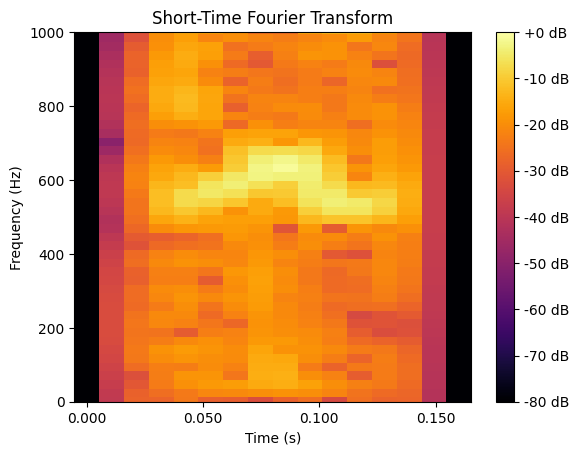 Short-Time Fourier Transform
1000
800
600
400
200
0
Frequency (Hz)
0.000
0.050
0.100
0.150
Time (s)
+0 dB
-10 dB
-20 dB
-30 dB
-40 dB
-50 dB
-60 dB
-70 dB
-80 dB